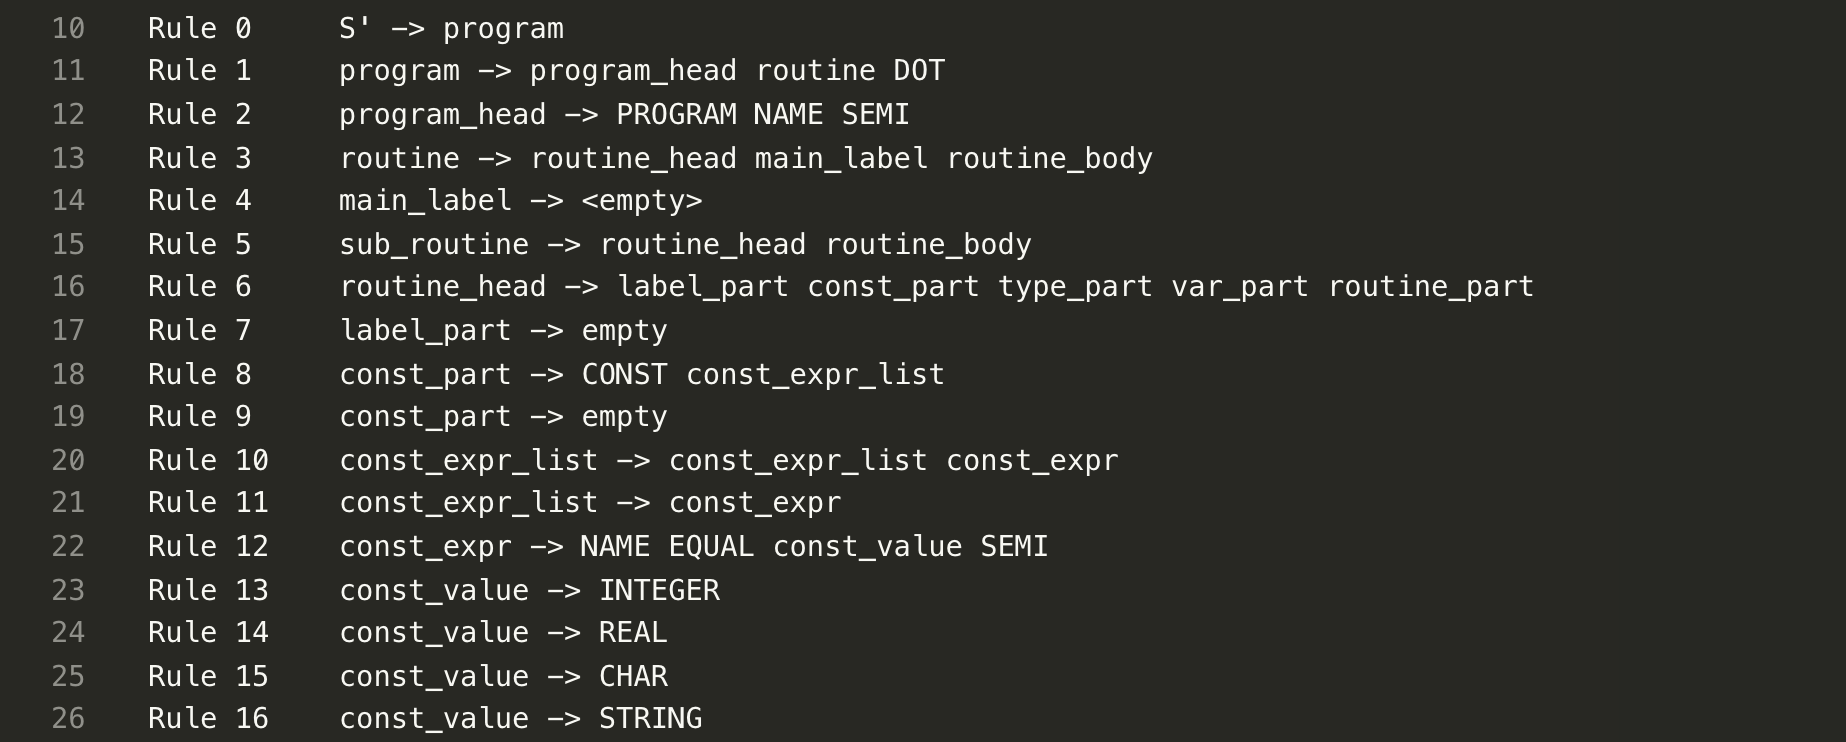 10 Rule 0 S' -> program
11 Rule 1 program -> program_head routine DOT
12 Rule 2 program_head -> PROGRAM NAME SEMI
13 Rule 3 routine -> routine_head main_label routine_body
14 Rule 4 main_label -> <empty>
15 Rule 5 sub_routine -> routine_head routine_body
16 Rule 6 routine_head -> label_part const_part type_part var_part routine_part
17 Rule 7 label_part -> empty
18 Rule 8 const_part -> CONST const_expr_list
19 Rule 9 const_part -> empty
20 Rule 10 const_expr_list -> const_expr_list const_expr
21 Rule 11 const_expr_list -> const_expr
22 Rule 12 const_expr -> NAME EQUAL const_value SEMI
23 Rule 13 const_value -> INTEGER
24 Rule 14 const_value -> REAL
25 Rule 15 const_value -> CHAR
26 Rule 16 const_value -> STRING